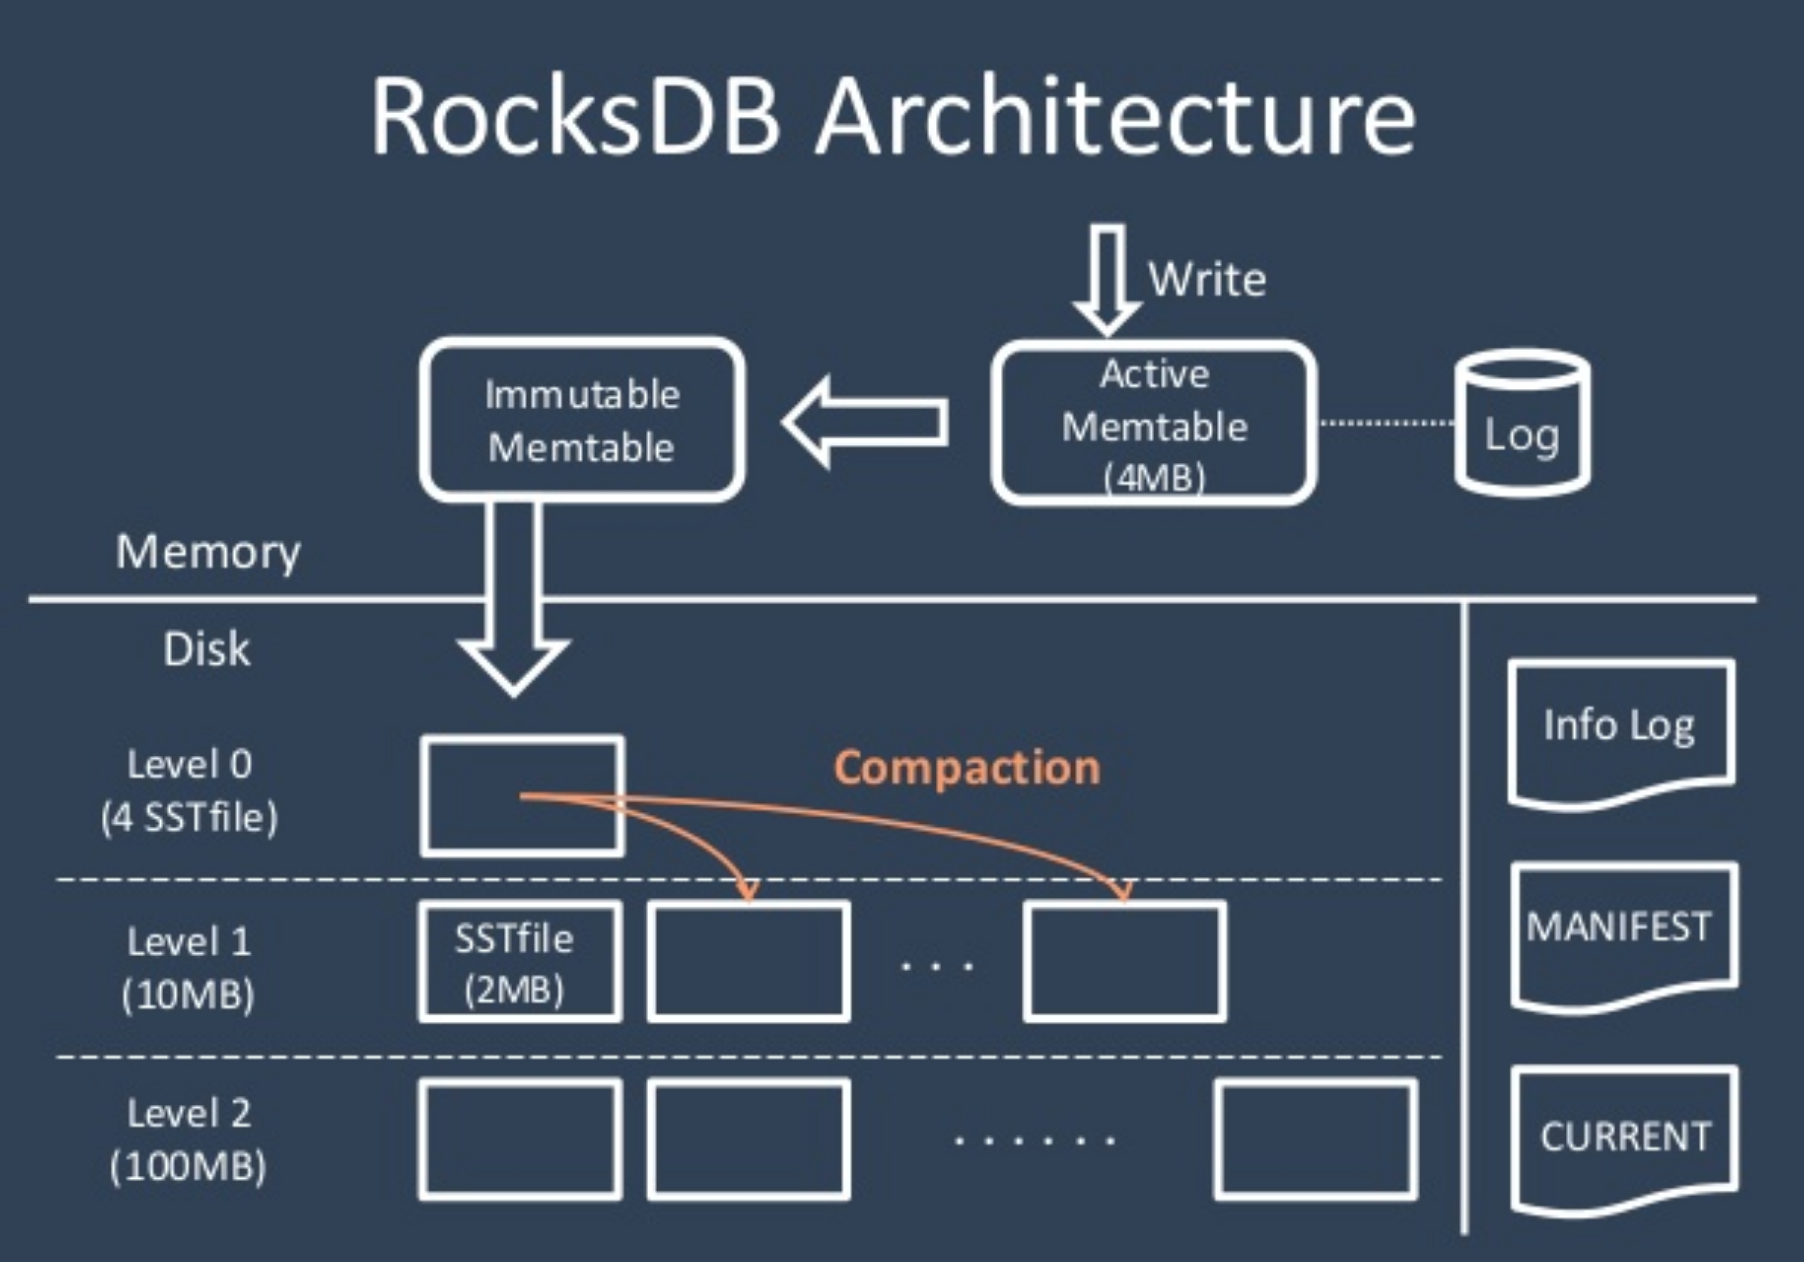 RocksDB Architecture
Write
Immutable
Memtable
Active
Memtable
(4MB)
Log
Memory
Disk
Level 0
(4 SSTfile)
Compaction
Info Log
Level 1
(10MB)
SSTfile
(2MB)
. . .
MANIFEST
Level 2
(100MB)
. . . . . .
CURRENT